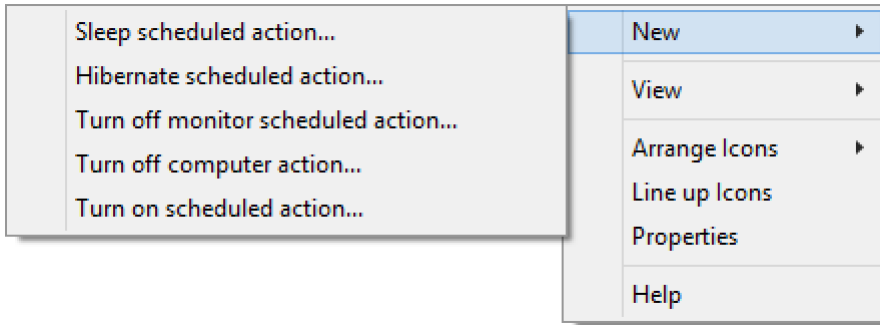 Sleep scheduled action...
Hibernate scheduled action...
Turn off monitor scheduled action...
Turn off computer action...
Turn on scheduled action...
New
View
Arrange Icons
Line up Icons
Properties
Help